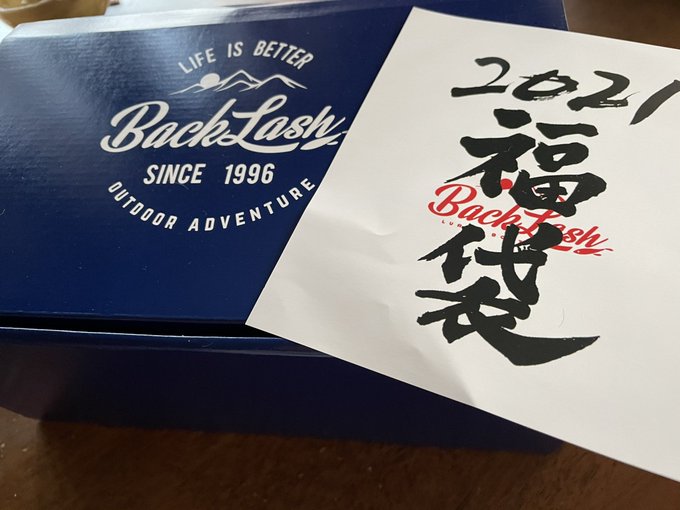 LIFE IS BETTER
BackLash
SINCE 1996
OUTDOOR ADVENTURE
2021
福
BackLash
袋